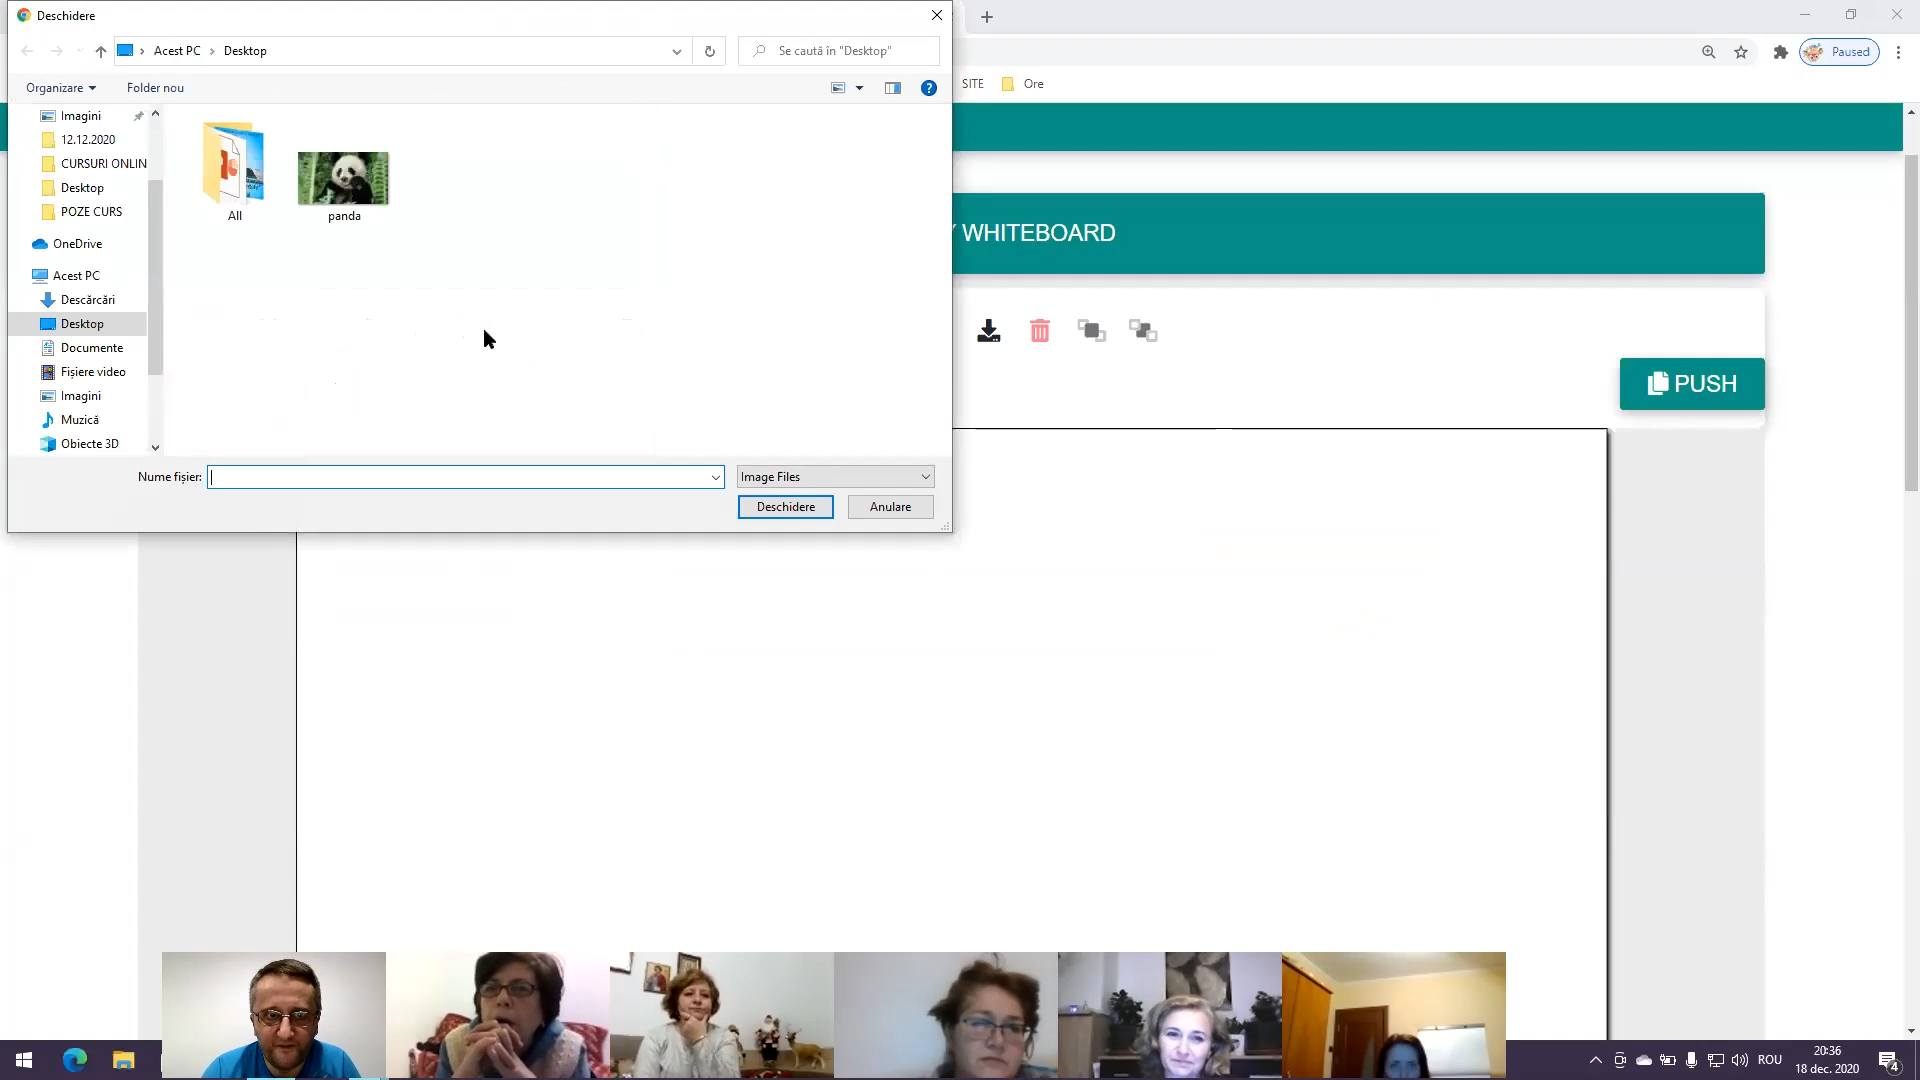 Deschidere
Acest PC > Desktop
Se caută în "Desktop"
Paused
Organizare
Folder nou
SITE
Ore
Imagini
12.12.2020
CURSURI ONLIN
Desktop
POZE CURS
OneDrive
Acest PC
Descărcări
Desktop
Documente
Fișiere video
Imagini
Muzică
Obiecte 3D
All
panda
WHITEBOARD
PUSH
Nume fișier:
Image Files
Deschidere
Anulare
ROU
20:36
18 dec. 2020
4